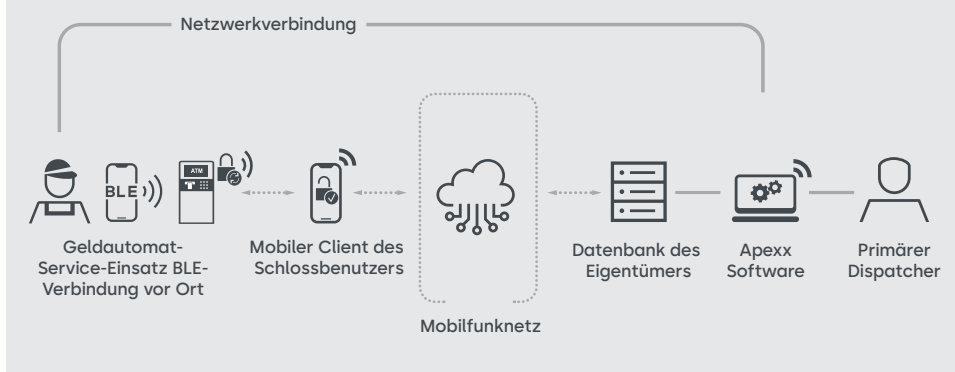 Netzwerkverbindung
BLE
ATM
Geldautomat-
Service-Einsatz BLE-
Verbindung vor Ort
Mobiler Client des
Schlossbenutzers
Mobilfunknetz
Datenbank des
Eigentümers
Apexx
Software
Primärer
Dispatcher